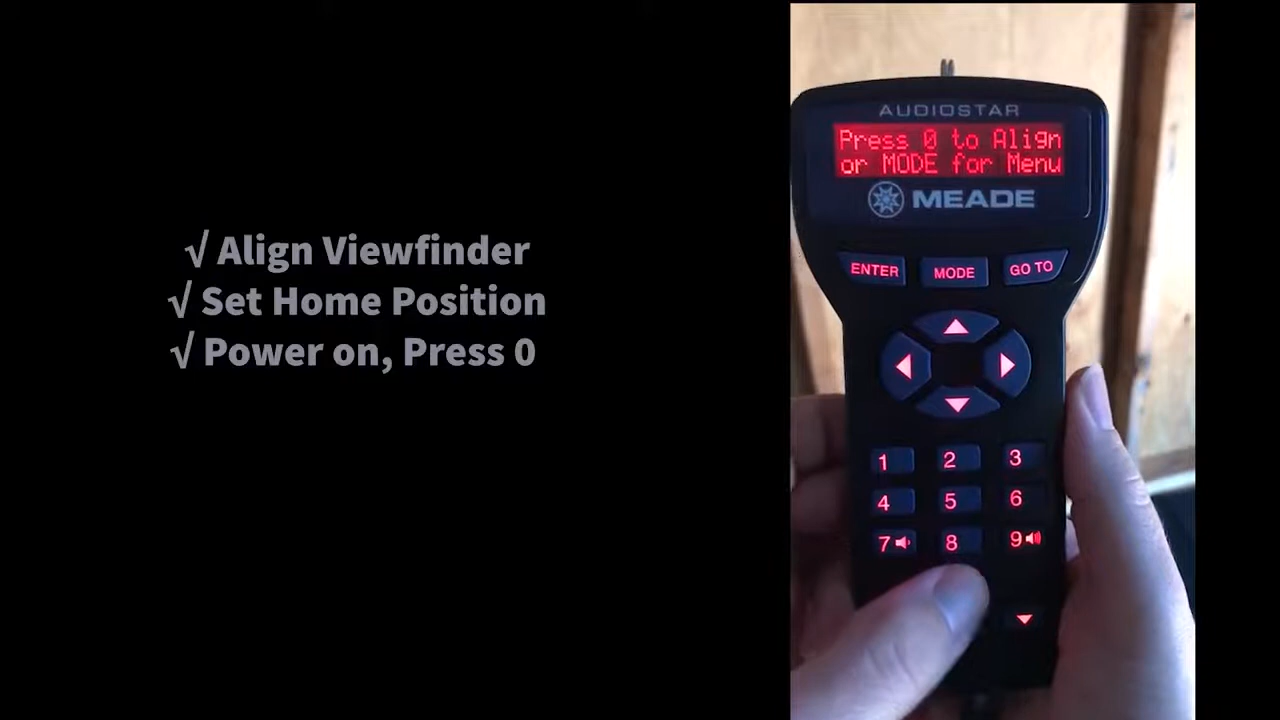 √ Align Viewfinder
√ Set Home Position
√ Power on, Press 0
AUDIOSTAR
Press 0 to Align
or MODE for Menu
MEADE
ENTER MODE GO TO
1 2 3
4 5 6
7 8 9